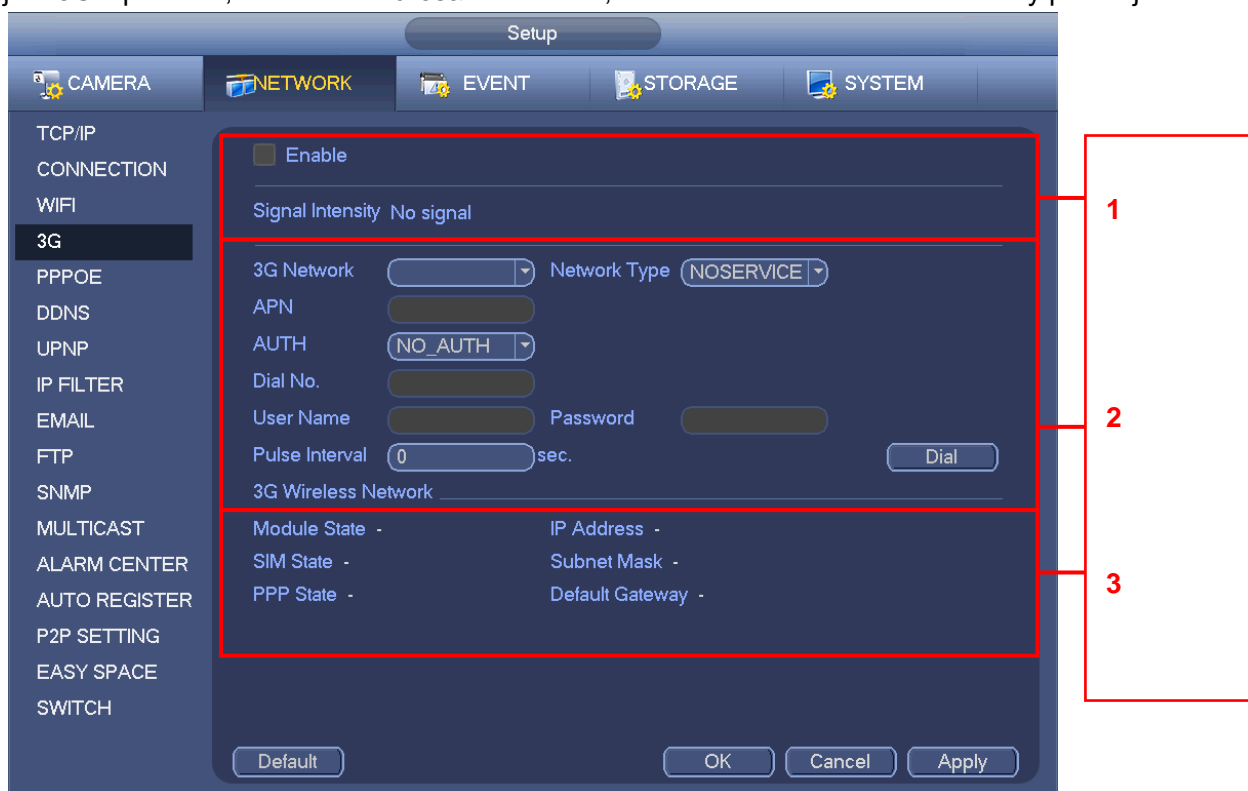 Setup
CAMERA NETWORK EVENT STORAGE SYSTEM
TCP/IP
CONNECTION
WIFI
3G
PPPOE
DDNS
UPNP
IP FILTER
EMAIL
FTP
SNMP
MULTICAST
ALARM CENTER
AUTO REGISTER
P2P SETTING
EASY SPACE
SWITCH
Enable
Signal Intensity No signal
3G Network Network Type NOSERVICE
APN
AUTH NO_AUTH
Dial No.
User Name Password
Pulse Interval 0 sec. Dial
3G Wireless Network
Module State - IP Address -
SIM State - Subnet Mask -
PPP State - Default Gateway -
Default OK Cancel Apply
1
2
3